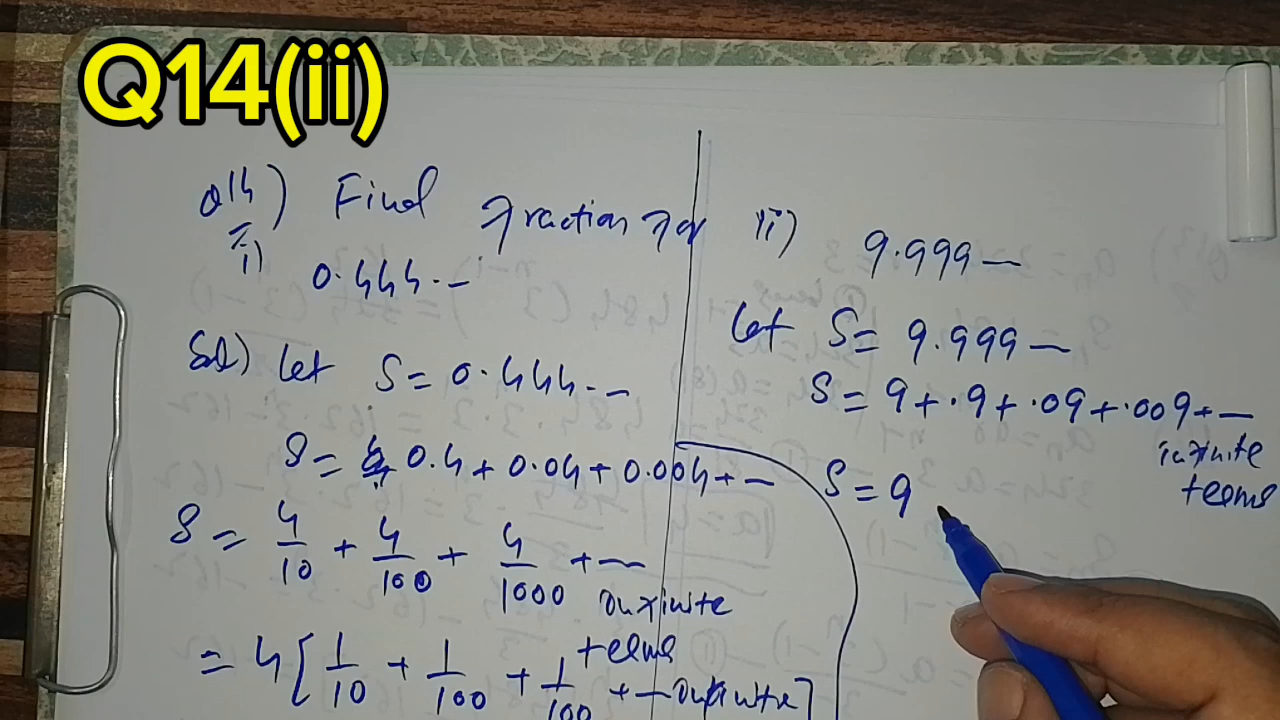 Q14(ii)
Q14) Find fraction for
i) 0.444.--
Sol) Let S = 0.444.--
S = 0.4 + 0.04 + 0.004 + --
S = 4/10 + 4/100 + 4/1000 + ---
infinite
terms
= 4[1/10 + 1/100 + 1/100 + -- infinite]
ii) 9.999 --
Let S = 9.999 --
S = 9 + .9 + .09 + .009 + --
infinite
terms
S = 9